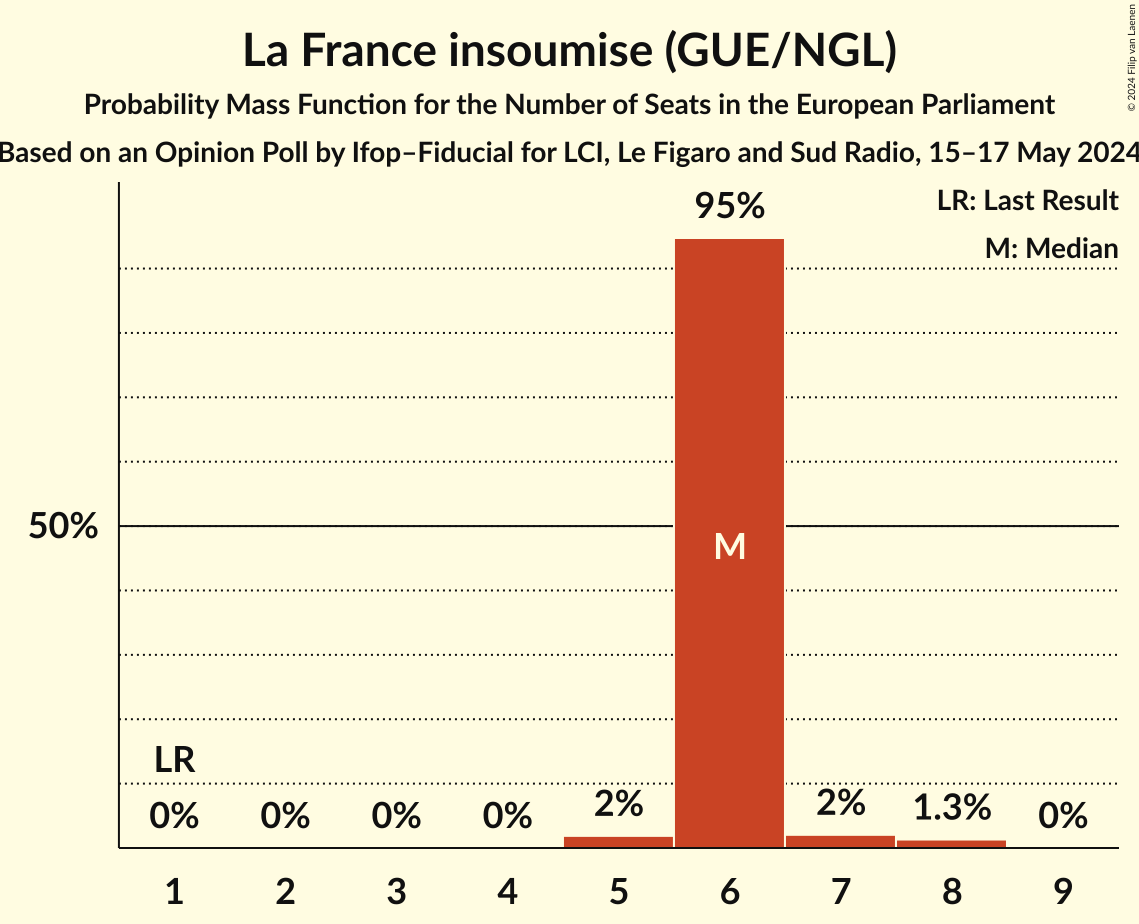 La France insoumise (GUE/NGL)
Probability Mass Function for the Number of Seats in the European Parliament
Based on an Opinion Poll by Ifop–Fiducial for LCI, Le Figaro and Sud Radio, 15–17 May 2024
© 2024 Filip van Laenen
LR: Last Result
M: Median
95%
50%
M
LR
0% 0% 0% 0% 2% 2% 1.3% 0%
1 2 3 4 5 6 7 8 9